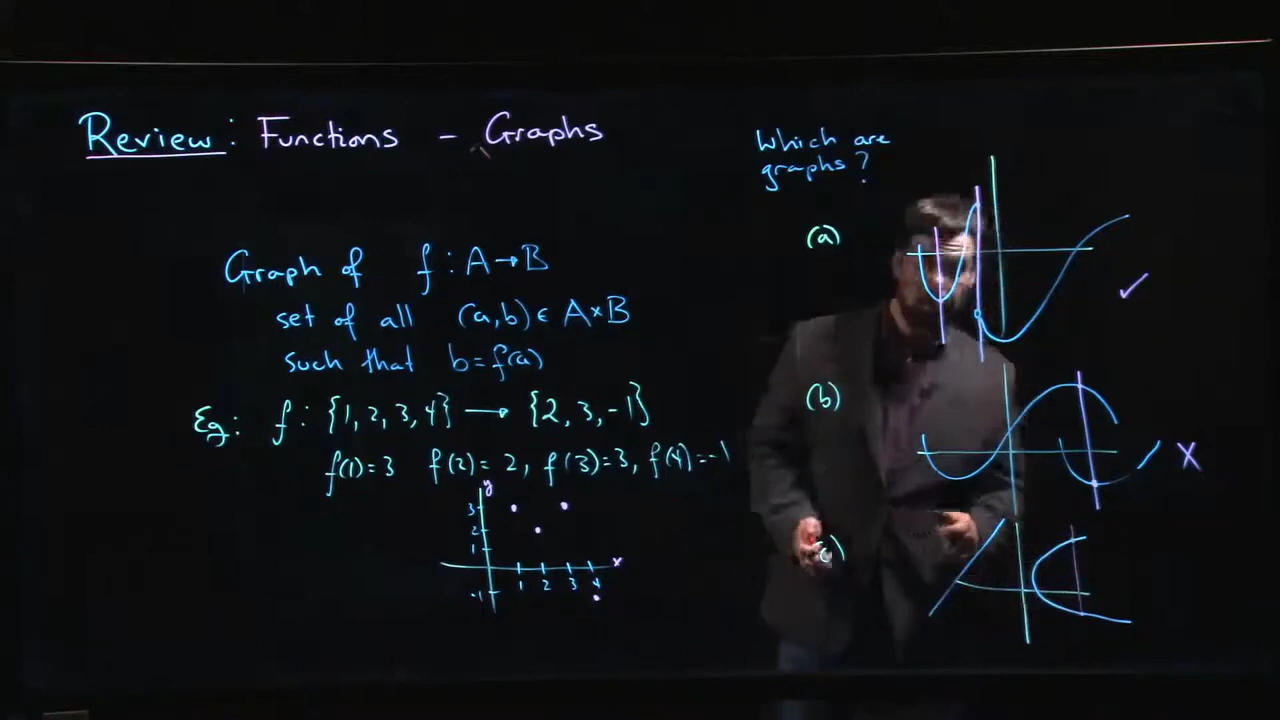 Review: Functions - Graphs
Graph of f: A→B
set of all (a,b) ∈ A×B
such that b=f(a)
Eg: f: {1, 2, 3, 4} → {2, 3, -1}
f(1)=3 f(2)=2, f(3)=3, f(4)=-1
y
3
2
1
x
1 2 3 4
-1
Which are
graphs?
(a)
✓
(b)
X
(c)